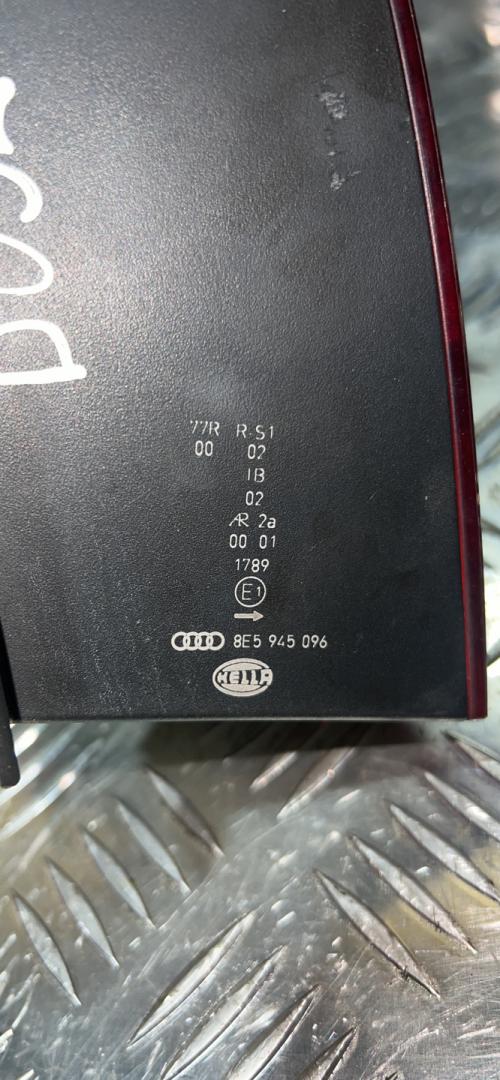 77R R-S1
00 02
IB
02
AR 2a
00 01
1789
E1
→
8E5 945 096
HELLA